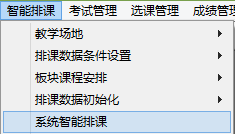 智能排课 考试管理 选课管理 成绩管理
教学场地
排课数据条件设置
板块课程安排
排课数据初始化
系统智能排课